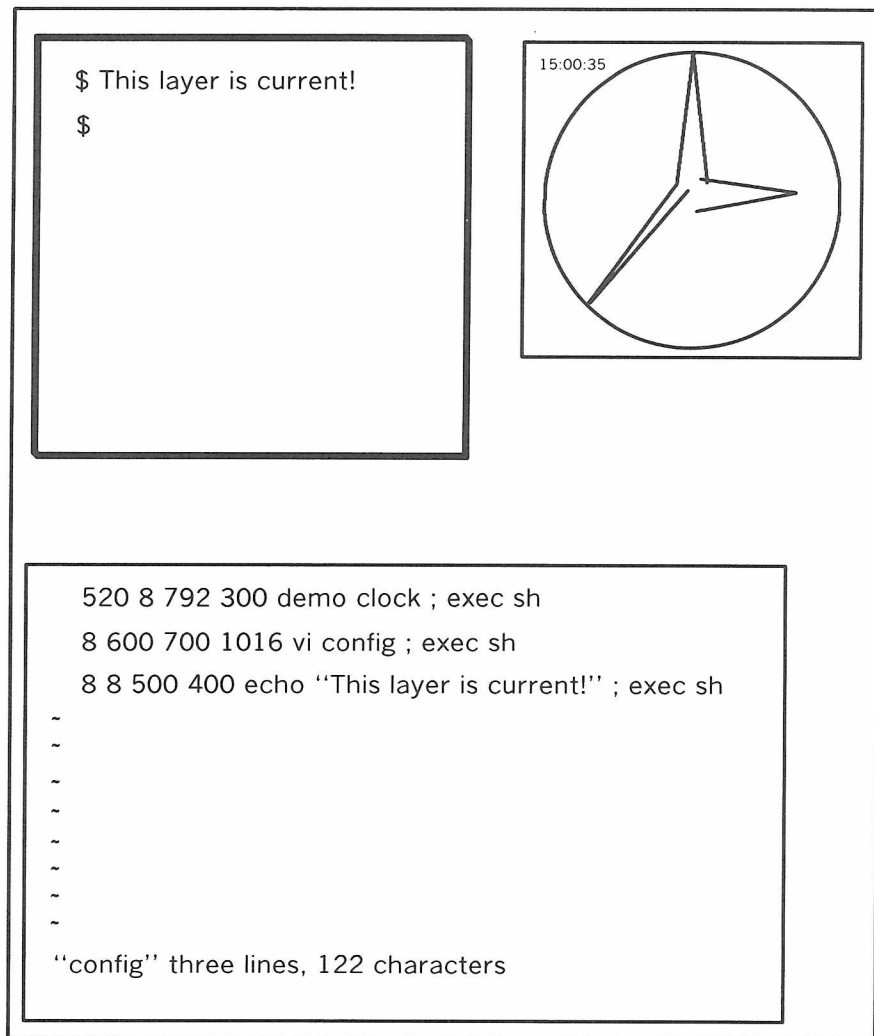 $ This layer is current!
$
15:00:35
520 8 792 300 demo clock ; exec sh
8 600 700 1016 vi config ; exec sh
8 8 500 400 echo ‘‘This layer is current!’’ ; exec sh
~
~
~
~
~
~
~
~
‘‘config’’ three lines, 122 characters